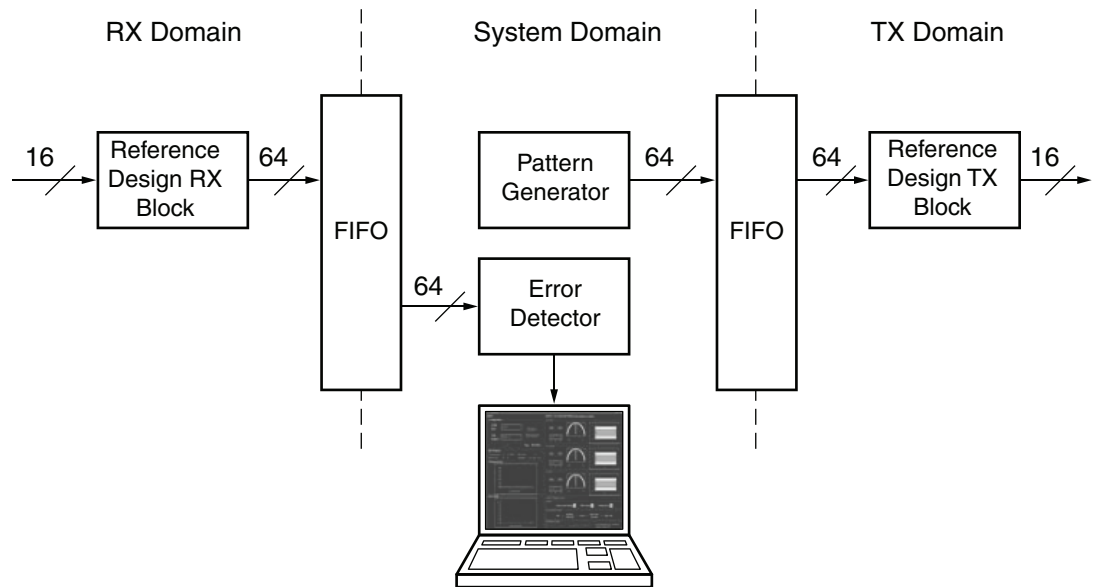 RX Domain
System Domain
TX Domain
16
Reference
Design RX
Block
64
FIFO
64
Error
Detector
Pattern
Generator
64
FIFO
64
Reference
Design TX
Block
16